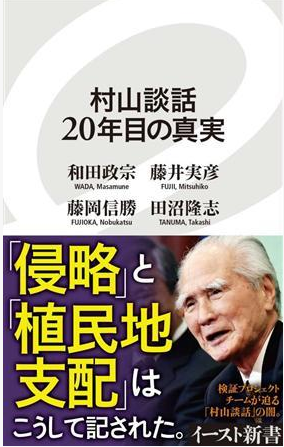 村山談話
20年目の真実
和田政宗 藤井実彦
WADA, Masamune FUJII, Mitsuhiko
藤岡信勝 田沼隆志
FUJIOKA, Nobukatsu TANUMA, Takashi
「侵略」と
「植民地
支配」は
こうして記された。
検証プロジェクト
チームが迫る
「村山談話」の闇。
イースト新書